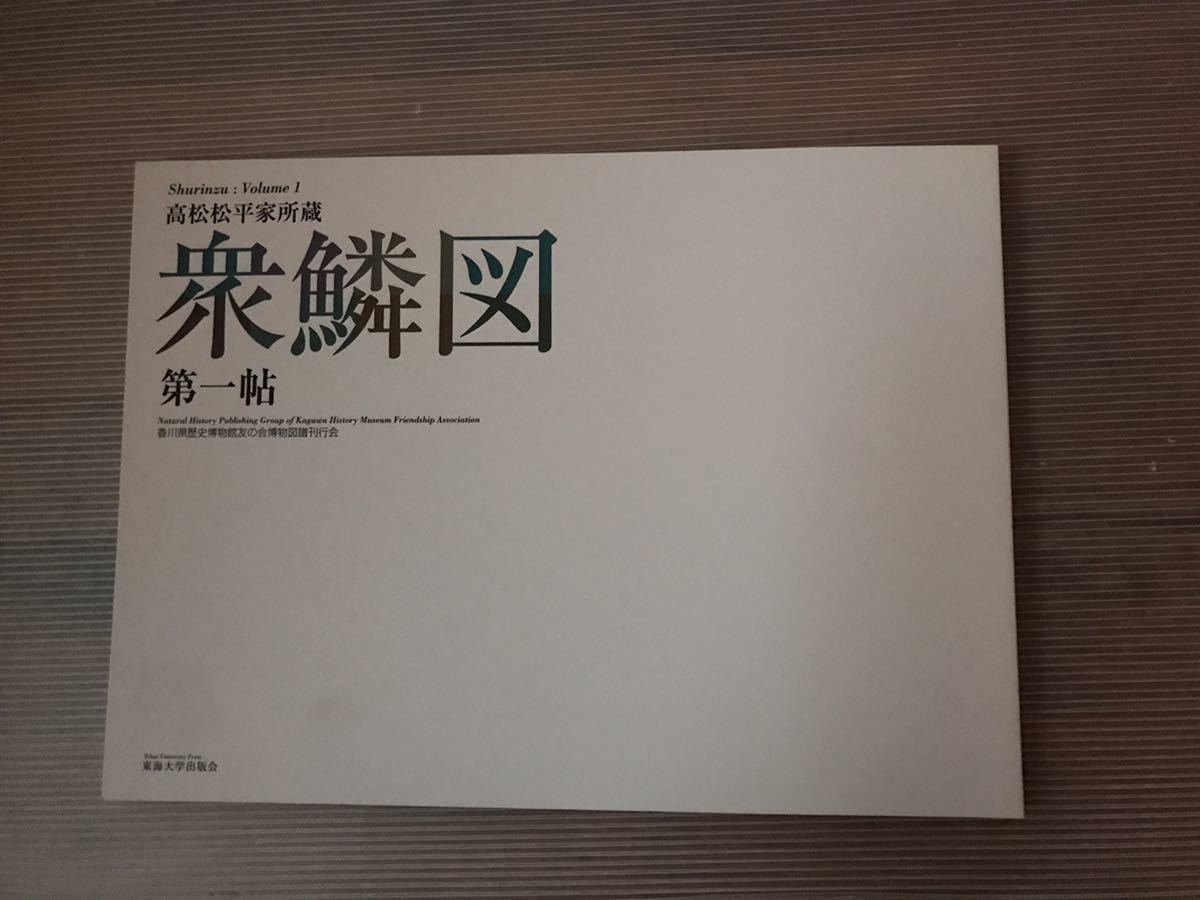 Shurinzu : Volume 1
高松松平家所蔵
衆鱗図
第一帖
Natural History Publishing Group of Kagawa History Museum Friendship Association
香川県歴史博物館友の会博物図譜刊行会
Tokai University Press
東海大学出版会